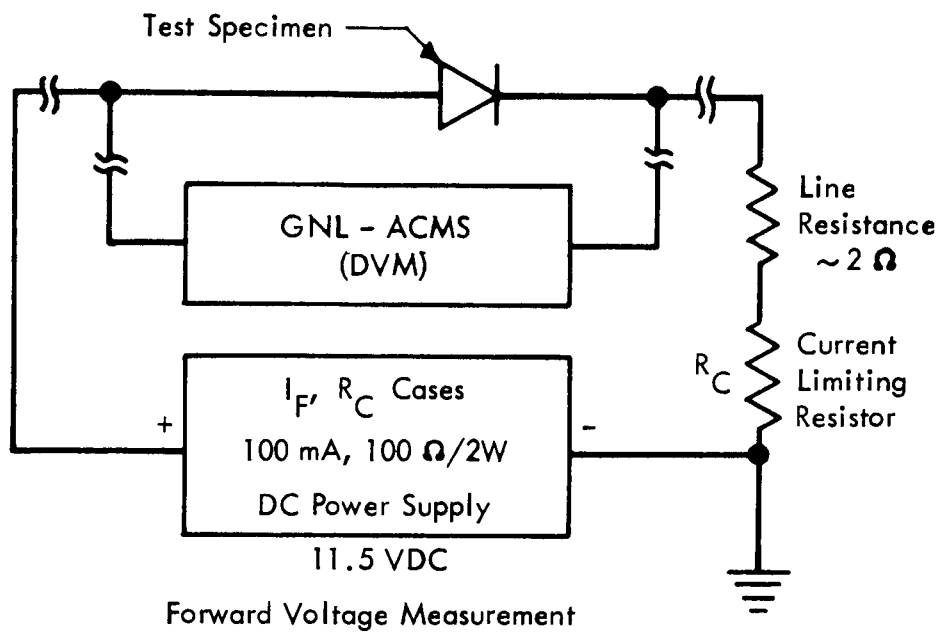 Test Specimen
GNL - ACMS
(DVM)
Line
Resistance
~ 2 Ω
R_C
Current
Limiting
Resistor
+
-
I_F, R_C Cases
100 mA, 100 Ω/2W
DC Power Supply
11.5 VDC
Forward Voltage Measurement